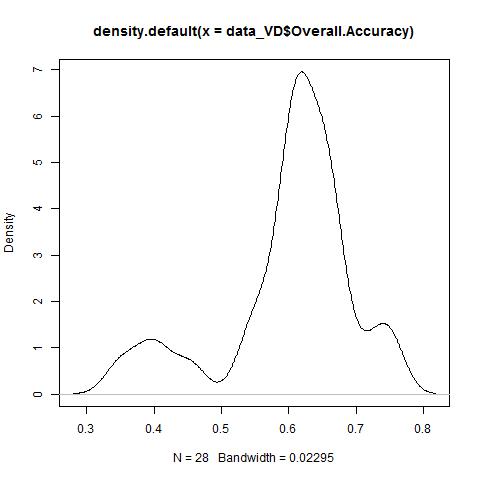 density.default(x = data_VD$Overall.Accuracy)
7
6
5
4
3
2
1
0
Density
0.3 0.4 0.5 0.6 0.7 0.8
N = 28 Bandwidth = 0.02295